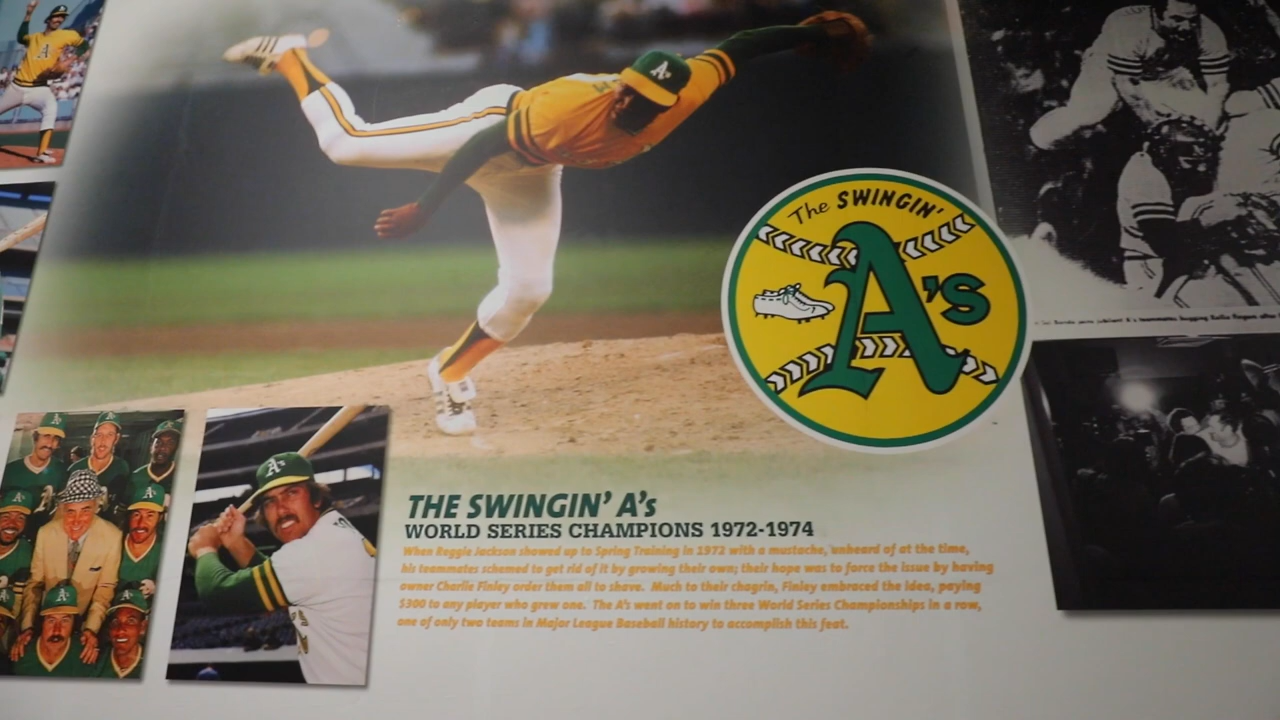 The SWINGIN'
A's
THE SWINGIN' A's
WORLD SERIES CHAMPIONS 1972-1974
When Reggie Jackson showed up to Spring Training in 1972 with a mustache, unheard of at the time,
his teammates schemed to get rid of it by growing their own; their hope was to force the issue by having
owner Charlie Finley order them all to shave. Much to their chagrin, Finley embraced the idea, paying
$300 to any player who grew one. The A's went on to win three World Series Championships in a row,
one of only two teams in Major League Baseball history to accomplish this feat.
A's teammates hugging Rollie Fingers after